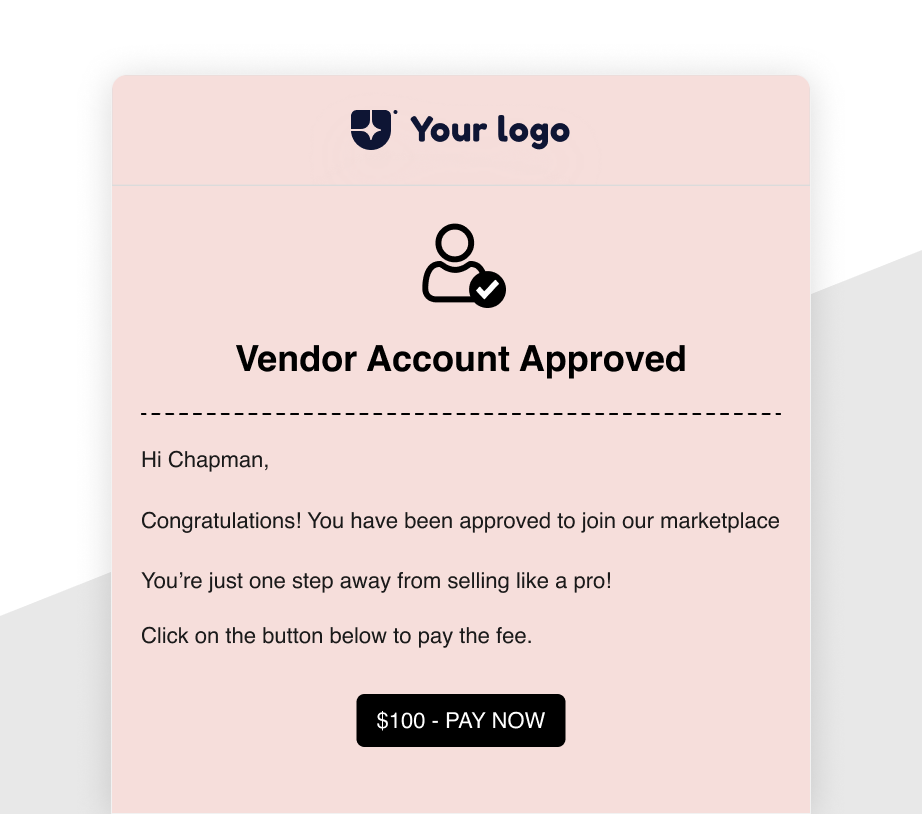 Your logo
Vendor Account Approved
Hi Chapman,
Congratulations! You have been approved to join our marketplace
You’re just one step away from selling like a pro!
Click on the button below to pay the fee.
$100 - PAY NOW